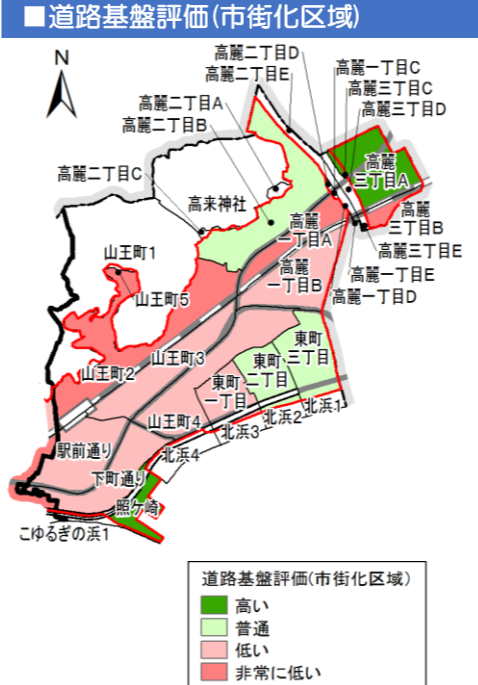 ■道路基盤評価(市街化区域)
N
高麗二丁目D
高麗二丁目E
高麗一丁目C
高麗三丁目C
高麗三丁目D
高麗二丁目A
高麗二丁目B
高麗二丁目C
高来神社
高麗
三丁目A
高麗
三丁目B
高麗三丁目E
高麗一丁目E
高麗一丁目D
高麗
一丁目A
高麗
一丁目B
山王町1
山王町5
山王町2
山王町3
東町
三丁目
東町
二丁目
東町
一丁目
山王町4
北浜1
北浜2
北浜3
北浜4
駅前通り
下町通り
照ケ崎
こゆるぎの浜1
道路基盤評価(市街化区域)
高い
普通
低い
非常に低い